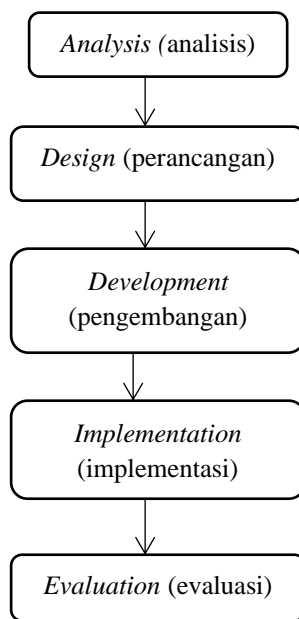 Analysis (analisis)
Design (perancangan)
Development
(pengembangan)
Implementation
(implementasi)
Evaluation (evaluasi)